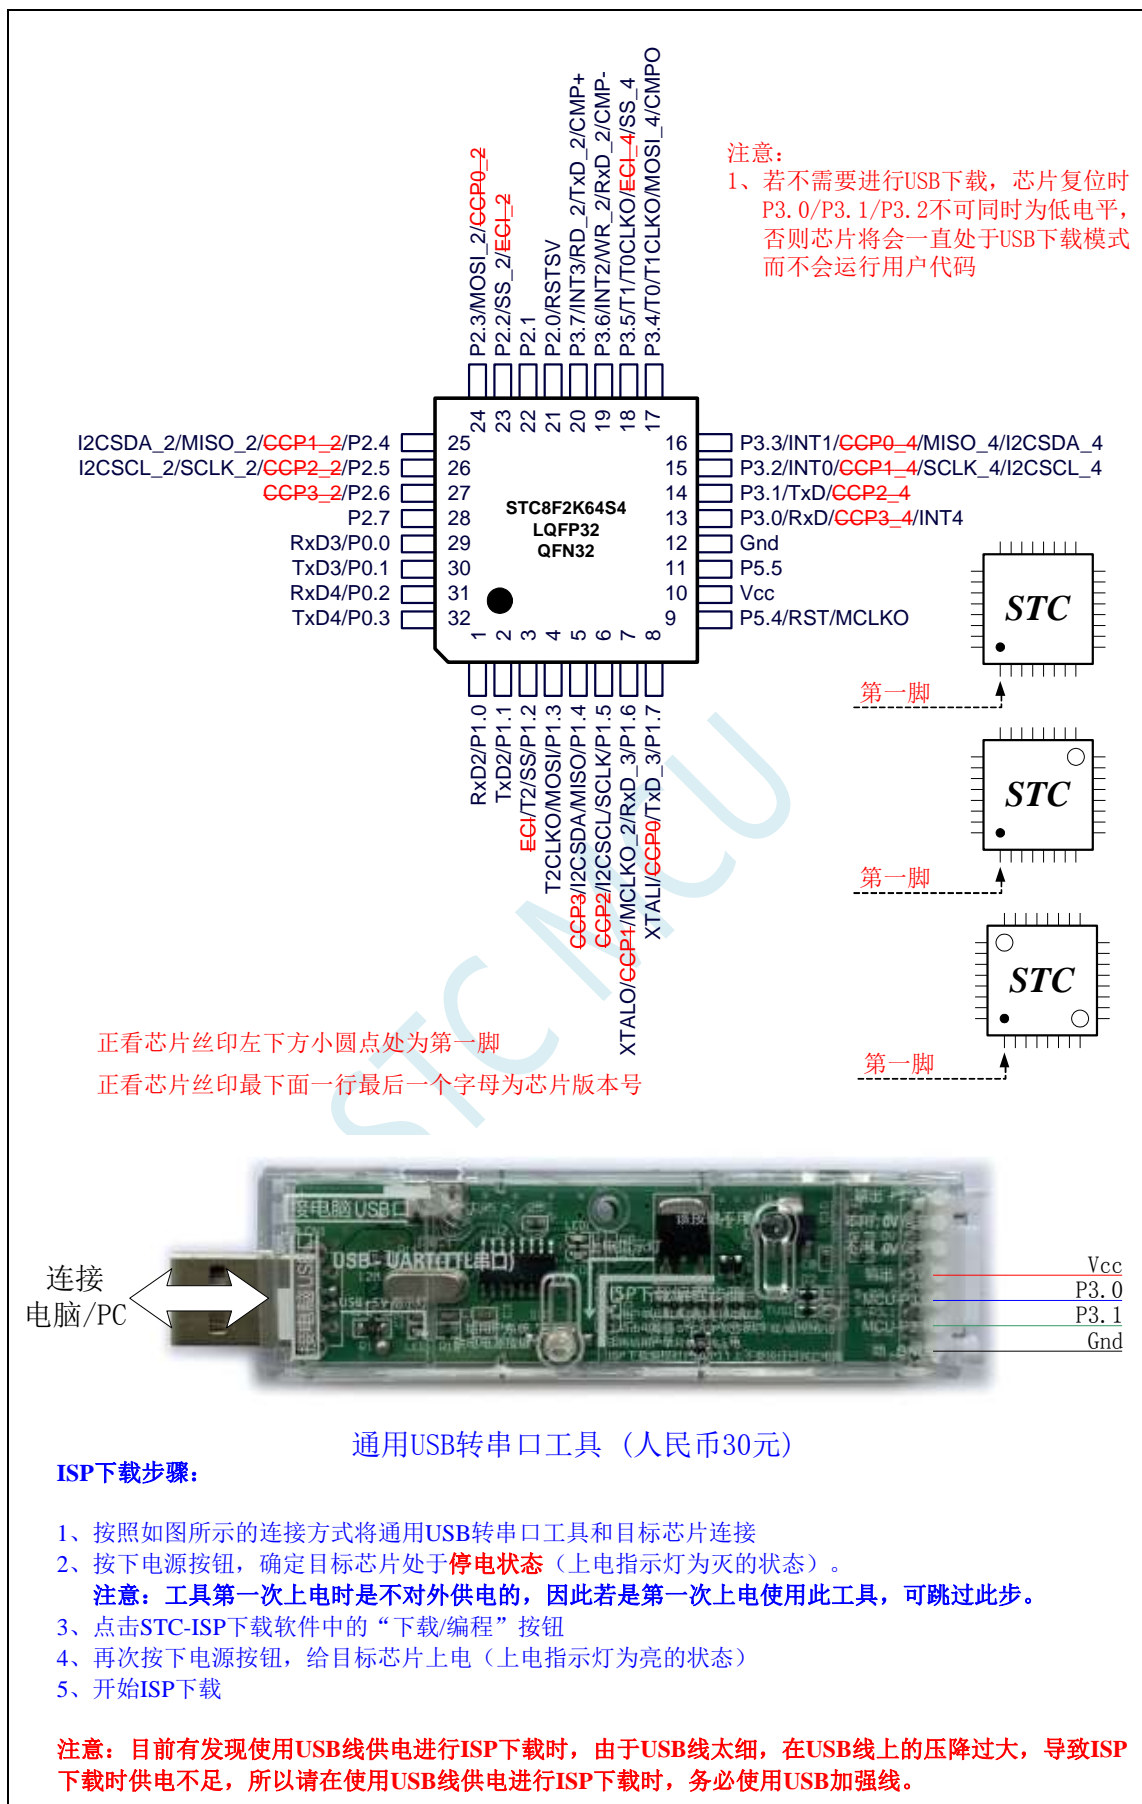 P2.3/MOSI_2/CCP0_2
P2.2/SS_2/ECI_2
P2.1
P2.0/RSTSV
P3.7/INT3/RD_2/TxD_2/CMP+
P3.6/INT2/WR_2/RxD_2/CMP-
P3.5/T1/T0CLKO/ECI_4/SS_4
P3.4/T0/T1CLKO/MOSI_4/CMPO
注意：
1、若不需要进行USB下载，芯片复位时
P3.0/P3.1/P3.2不可同时为低电平，
否则芯片将会一直处于USB下载模式
而不会运行用户代码
24 23 22 21 20 19 18 17
I2CSDA_2/MISO_2/CCP1_2/P2.4 25
I2CSCL_2/SCLK_2/CCP2_2/P2.5 26
CCP3_2/P2.6 27
P2.7 28
RxD3/P0.0 29
TxD3/P0.1 30
RxD4/P0.2 31
TxD4/P0.3 32
STC8F2K64S4
LQFP32
QFN32
16 P3.3/INT1/CCP0_4/MISO_4/I2CSDA_4
15 P3.2/INT0/CCP1_4/SCLK_4/I2CSCL_4
14 P3.1/TxD/CCP2_4
13 P3.0/RxD/CCP3_4/INT4
12 Gnd
11 P5.5
10 Vcc
9 P5.4/RST/MCLKO
1 2 3 4 5 6 7 8
RxD2/P1.0
TxD2/P1.1
ECI/T2/SS/P1.2
T2CLKO/MOSI/P1.3
CCP3/I2CSDA/MISO/P1.4
CCP2/I2CSCL/SCLK/P1.5
XTALO/CCP1/MCLKO_2/RxD_3/P1.6
XTALI/CCP0/TxD_3/P1.7
STC
第一脚
STC
第一脚
STC
第一脚
STC MCU
正看芯片丝印左下方小圆点处为第一脚
正看芯片丝印最下面一行最后一个字母为芯片版本号
接电脑USB口
USB-UART(TTL串口)
连接
电脑/PC
Vcc
P3.0
P3.1
Gnd
通用USB转串口工具（人民币30元）
ISP下载步骤：
1、按照如图所示的连接方式将通用USB转串口工具和目标芯片连接
2、按下电源按钮，确定目标芯片处于停电状态（上电指示灯为灭的状态）。
注意：工具第一次上电时是不对外供电的，因此若是第一次上电使用此工具，可跳过此步。
3、点击STC-ISP下载软件中的“下载/编程”按钮
4、再次按下电源按钮，给目标芯片上电（上电指示灯为亮的状态）
5、开始ISP下载
注意：目前有发现使用USB线供电进行ISP下载时，由于USB线太细，在USB线上的压降过大，导致ISP
下载时供电不足，所以请在使用USB线供电进行ISP下载时，务必使用USB加强线。